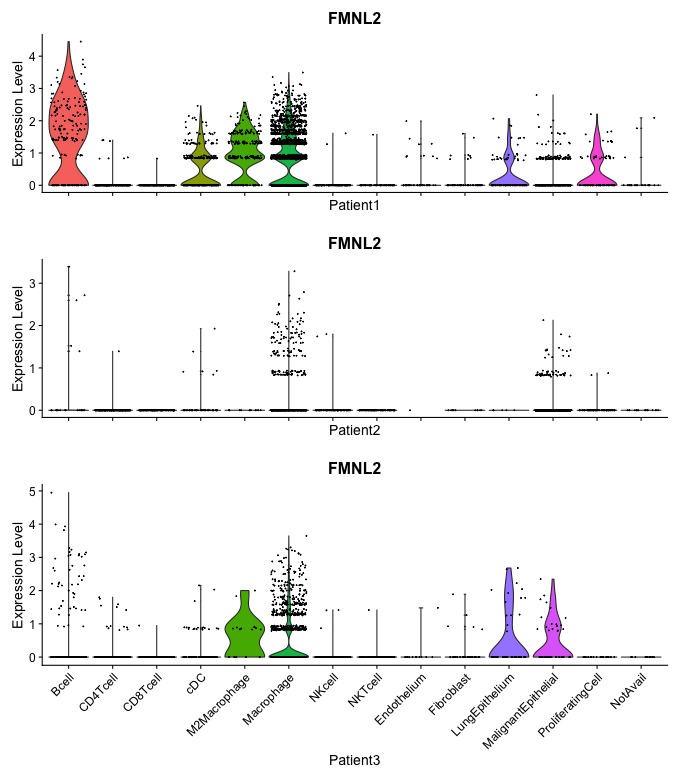 FMNL2
Expression Level
4
3
2
1
0
Patient1
FMNL2
Expression Level
3
2
1
0
Patient2
FMNL2
Expression Level
5
4
3
2
1
0
Bcell
CD4Tcell
CD8Tcell
cDC
M2Macrophage
Macrophage
NKcell
NKTcell
Endothelium
Fibroblast
LungEpithelium
MalignantEpithelial
ProliferatingCell
NotAvail
Patient3